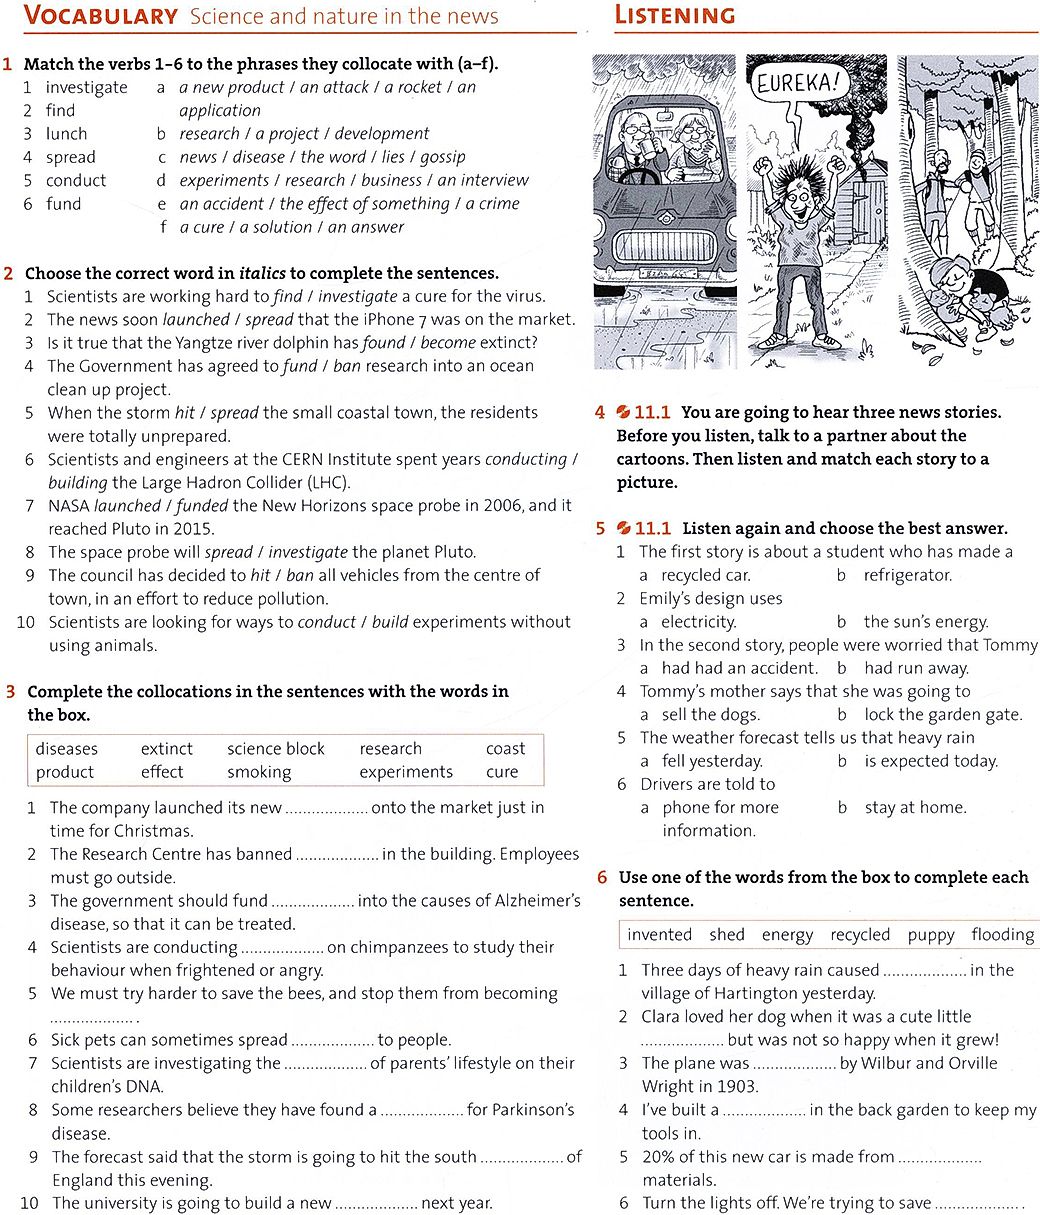 VOCABULARY Science and nature in the news
1 Match the verbs 1–6 to the phrases they collocate with (a–f).
1 investigate a a new product / an attack / a rocket / an
2 find application
3 lunch b research / a project / development
4 spread c news / disease / the word / lies / gossip
5 conduct d experiments / research / business / an interview
6 fund e an accident / the effect of something / a crime
f a cure / a solution / an answer
2 Choose the correct word in italics to complete the sentences.
1 Scientists are working hard to find / investigate a cure for the virus.
2 The news soon launched / spread that the iPhone 7 was on the market.
3 Is it true that the Yangtze river dolphin has found / become extinct?
4 The Government has agreed to fund / ban research into an ocean
clean up project.
5 When the storm hit / spread the small coastal town, the residents
were totally unprepared.
6 Scientists and engineers at the CERN Institute spent years conducting /
building the Large Hadron Collider (LHC).
7 NASA launched / funded the New Horizons space probe in 2006, and it
reached Pluto in 2015.
8 The space probe will spread / investigate the planet Pluto.
9 The council has decided to hit / ban all vehicles from the centre of
town, in an effort to reduce pollution.
10 Scientists are looking for ways to conduct / build experiments without
using animals.
3 Complete the collocations in the sentences with the words in
the box.
diseases extinct science block research coast
product effect smoking experiments cure
1 The company launched its new ................... onto the market just in
time for Christmas.
2 The Research Centre has banned ................... in the building. Employees
must go outside.
3 The government should fund ................... into the causes of Alzheimer's
disease, so that it can be treated.
4 Scientists are conducting ................... on chimpanzees to study their
behaviour when frightened or angry.
5 We must try harder to save the bees, and stop them from becoming
................... .
6 Sick pets can sometimes spread ................... to people.
7 Scientists are investigating the ................... of parents' lifestyle on their
children's DNA.
8 Some researchers believe they have found a ................... for Parkinson's
disease.
9 The forecast said that the storm is going to hit the south ................... of
England this evening.
10 The university is going to build a new ................... next year.
LISTENING
EUREKA!
4 11.1 You are going to hear three news stories.
Before you listen, talk to a partner about the
cartoons. Then listen and match each story to a
picture.
5 11.1 Listen again and choose the best answer.
1 The first story is about a student who has made a
a recycled car. b refrigerator.
2 Emily's design uses
a electricity. b the sun's energy.
3 In the second story, people were worried that Tommy
a had had an accident. b had run away.
4 Tommy's mother says that she was going to
a sell the dogs. b lock the garden gate.
5 The weather forecast tells us that heavy rain
a fell yesterday. b is expected today.
6 Drivers are told to
a phone for more b stay at home.
information.
6 Use one of the words from the box to complete each
sentence.
invented shed energy recycled puppy flooding
1 Three days of heavy rain caused ................... in the
village of Hartington yesterday.
2 Clara loved her dog when it was a cute little
................... but was not so happy when it grew!
3 The plane was ................... by Wilbur and Orville
Wright in 1903.
4 I've built a ................... in the back garden to keep my
tools in.
5 20% of this new car is made from ...................
materials.
6 Turn the lights off. We're trying to save ................... .